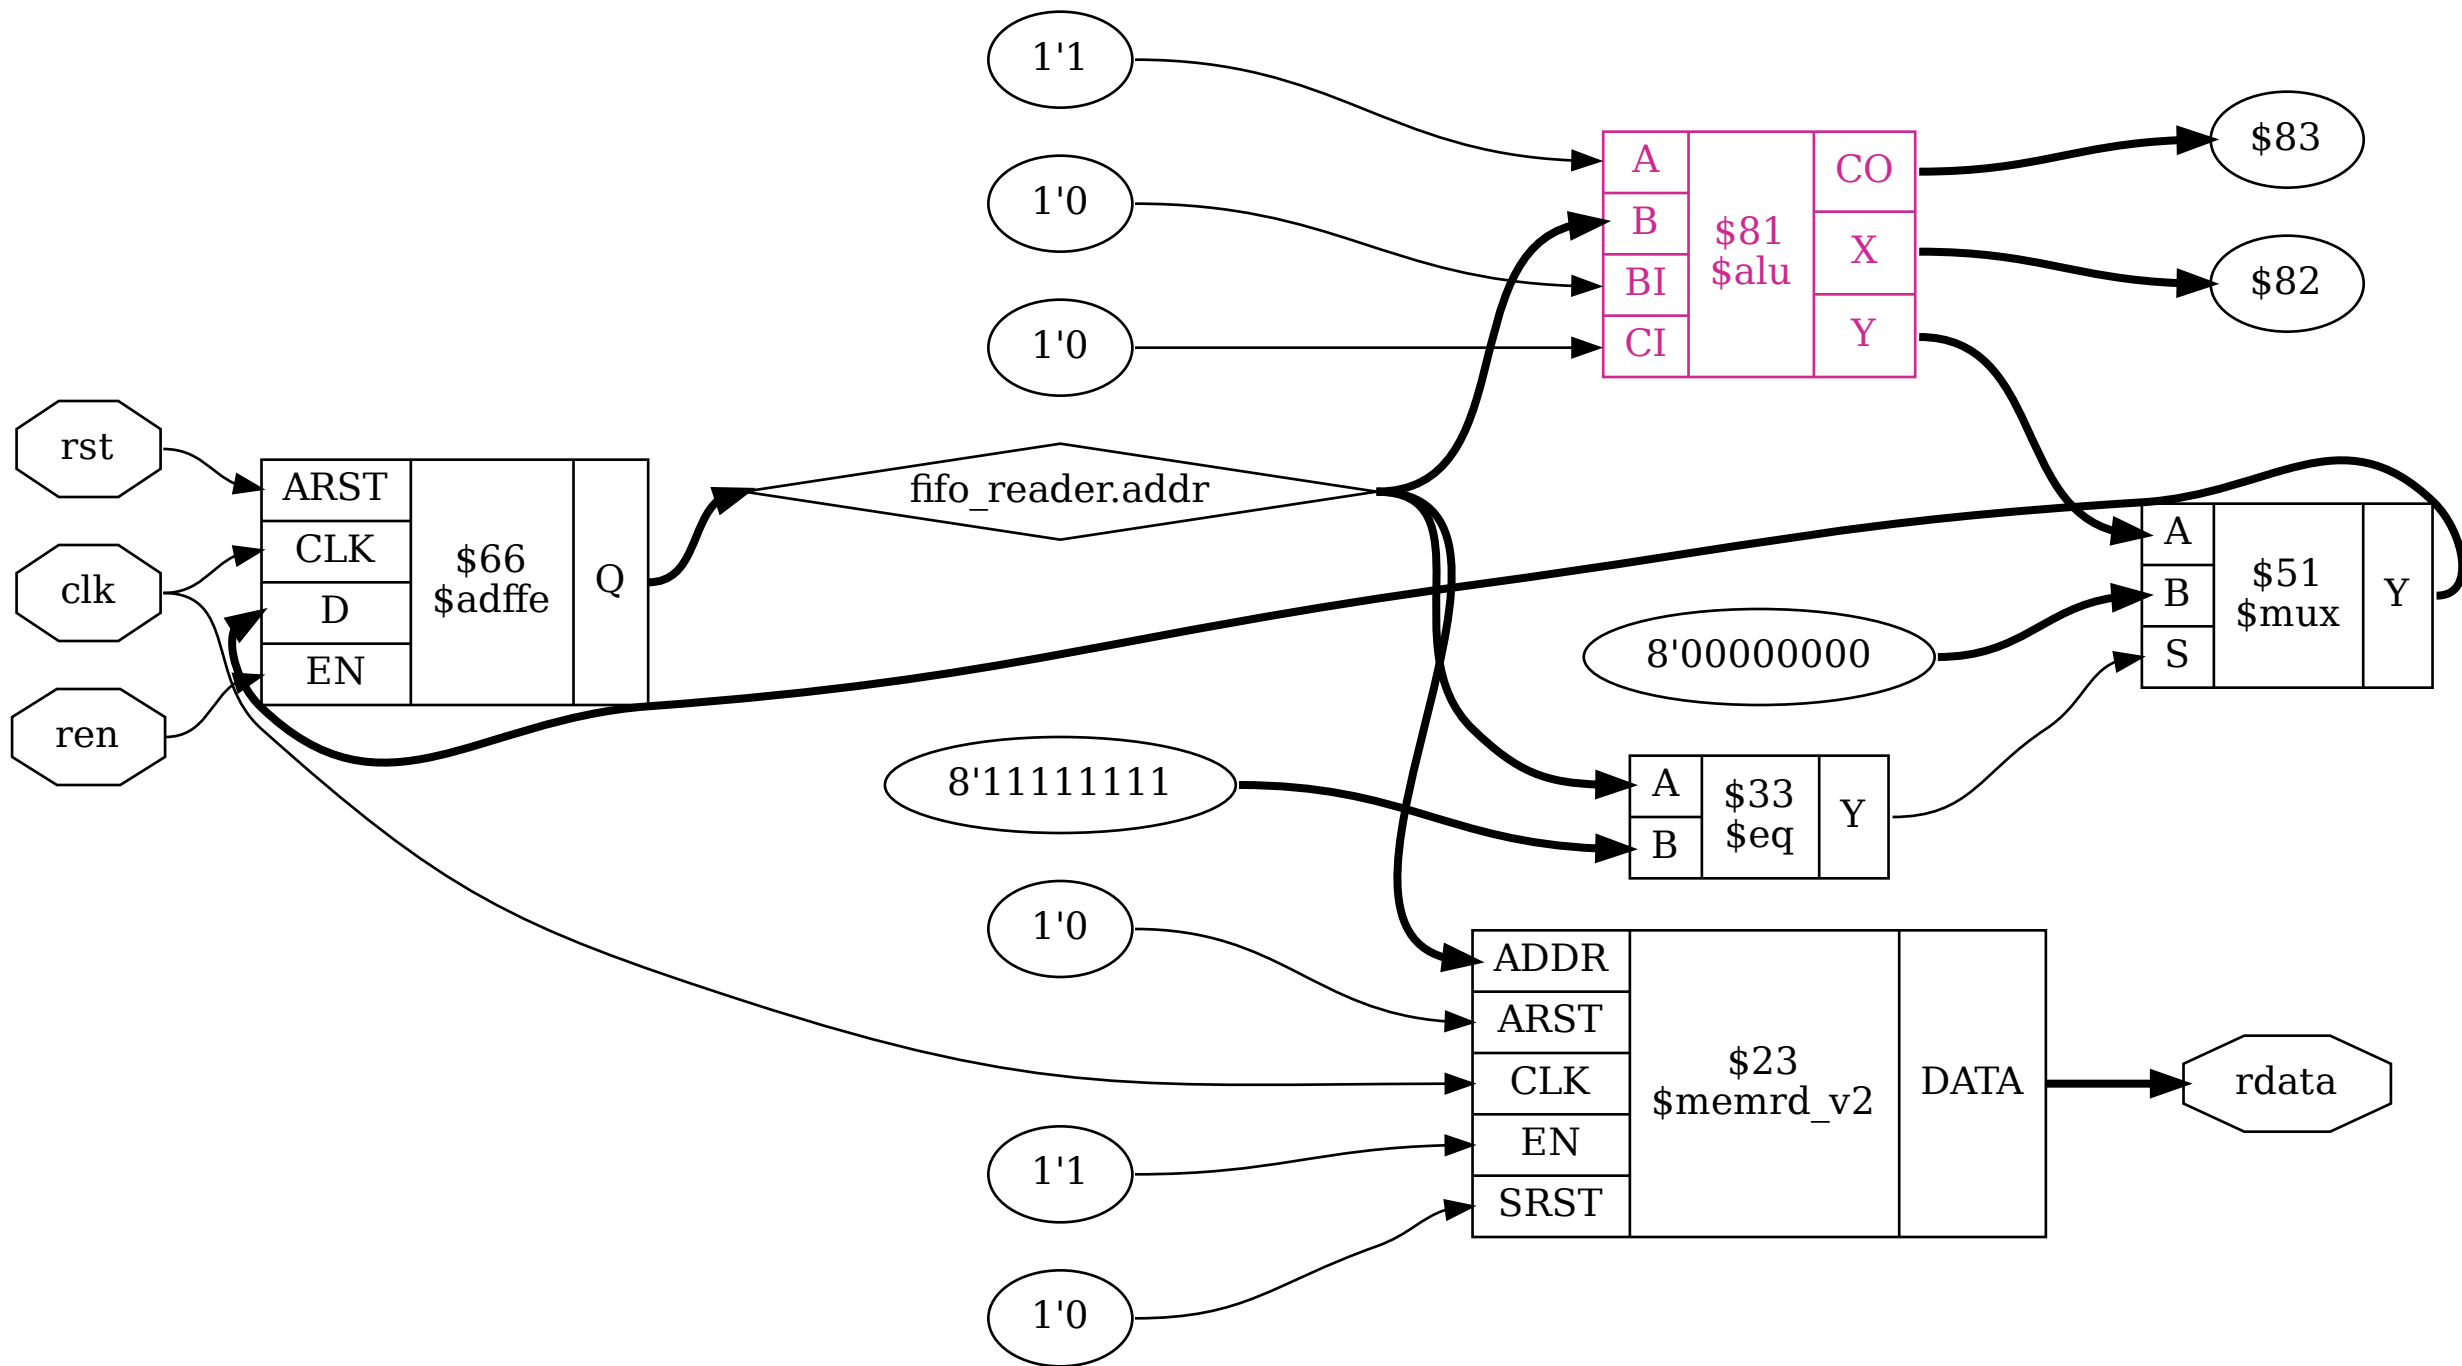 1'1
1'0
1'0
A
B
BI
CI
$81
$alu
CO
X
Y
$83
$82
rst
clk
ren
ARST
CLK
D
EN
$66
$adffe
Q
fifo_reader.addr
8'00000000
A
B
S
$51
$mux
Y
8'11111111
A
B
$33
$eq
Y
1'0
1'1
1'0
ADDR
ARST
CLK
EN
SRST
$23
$memrd_v2
DATA
rdata